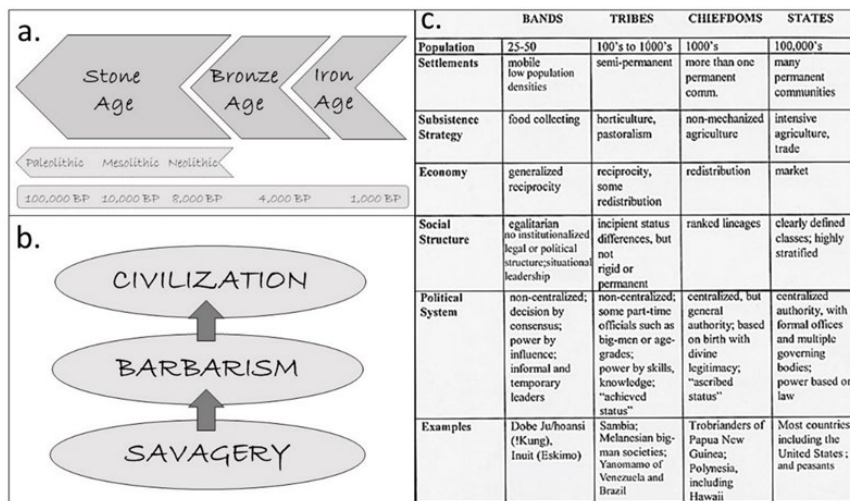 a.
Stone
Age
Bronze
Age
Iron
Age
Paleolithic Mesolithic Neolithic
100,000 BP 10,000 BP 8,000 BP 4,000 BP 1,000 BP
b.
CIVILIZATION
BARBARISM
SAVAGERY
c.
BANDS TRIBES CHIEFDOMS STATES
Population 25-50 100's to 1000's 1000's 100,000's
Settlements mobile semi-permanent more than one many
low population permanent permanent
densities comm. communities
Subsistence food collecting horticulture, non-mechanized intensive
Strategy pastoralism agriculture agriculture,
trade
Economy generalized reciprocity, redistribution market
reciprocity some
redistribution
Social egalitarian incipient status ranked lineages clearly defined
Structure no institutionalized differences, but classes; highly
legal or political not stratified
structure;situational rigid or
leadership permanent
Political non-centralized; non-centralized; centralized, but centralized
System decision by some part-time general authority, with
consensus; officials such as authority; based formal offices
power by big-men or age- on birth with and multiple
influence; grades; divine governing
informal and power by skills, legitimacy; bodies;
temporary knowledge; "ascribed power based on
leaders "achieved status" law
status"
Examples Dobe Ju/hoansi Sambia; Trobrianders of Most countries
(!Kung), Melanesian big- Papua New including the
Inuit (Eskimo) man societies; Guinea; United States ;
Yanomamo of Polynesia, and peasants
Venezuela and including
Brazil Hawaii